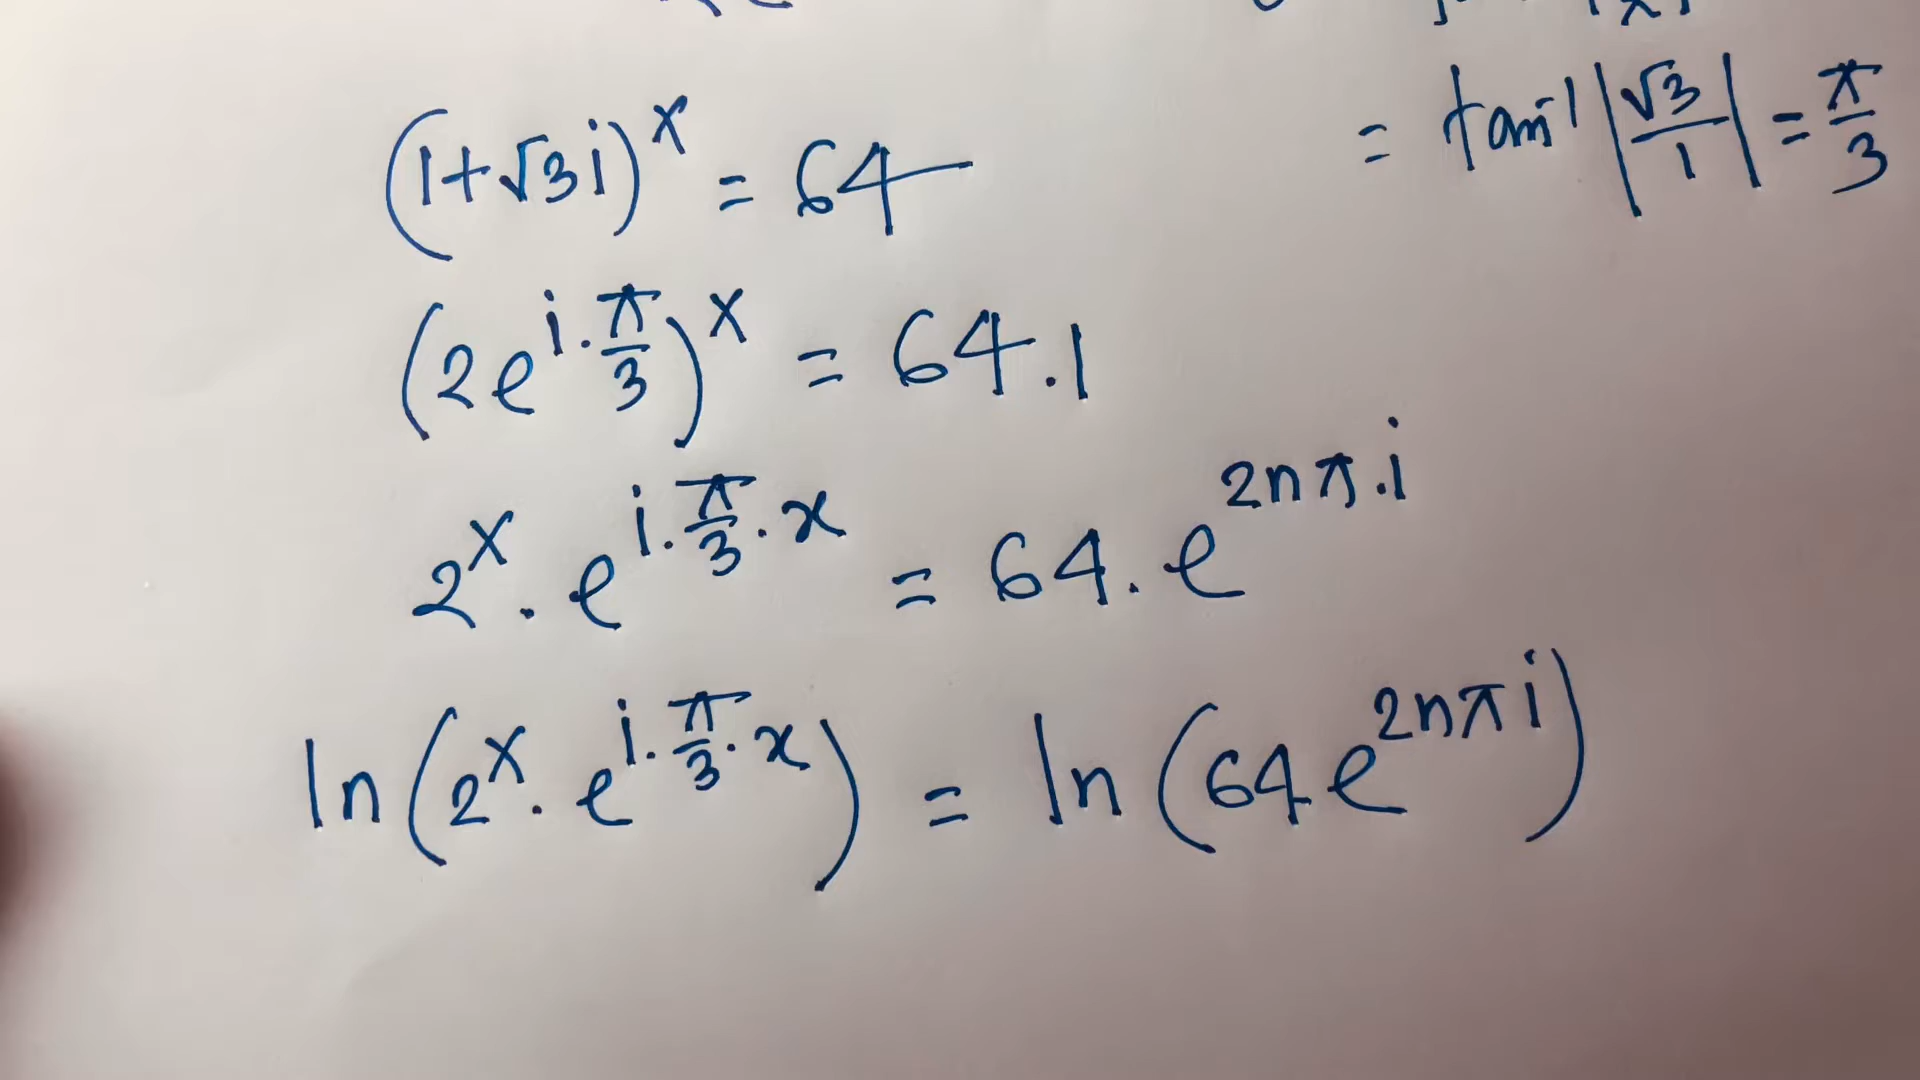 (1+√3i)^x = 64
= tan^-1 |√3/1| = π/3
(2e^{i·π/3})^x = 64.1
2^x · e^{i·π/3·x} = 64 · e^{2nπ.i}
ln(2^x · e^{i·π/3·x}) = ln(64e^{2nπi})